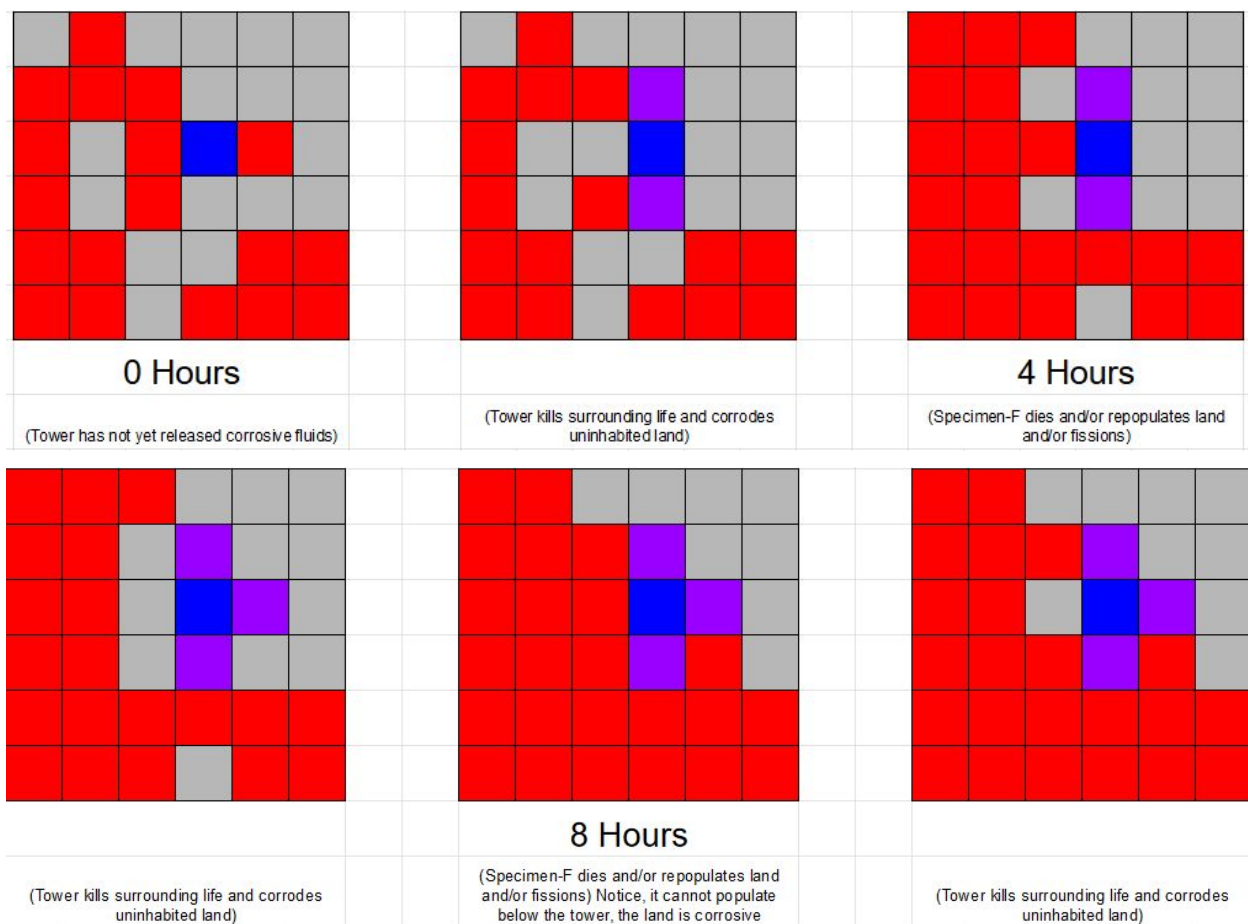 0 Hours
(Tower has not yet released corrosive fluids)
(Tower kills surrounding life and corrodes
uninhabited land)
4 Hours
(Specimen-F dies and/or repopulates land
and/or fissions)
(Tower kills surrounding life and corrodes
uninhabited land)
8 Hours
(Specimen-F dies and/or repopulates land
and/or fissions) Notice, it cannot populate
below the tower, the land is corrosive
(Tower kills surrounding life and corrodes
uninhabited land)